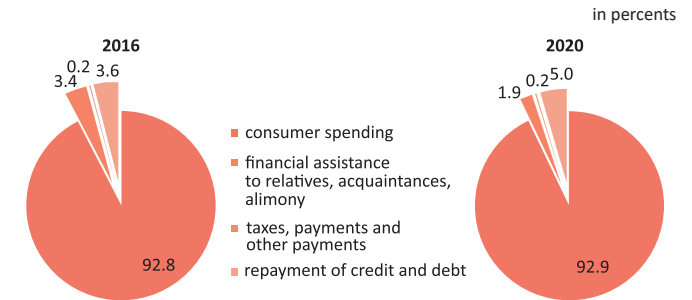 in percents
2016
2020
0.2
3.6
3.4
92.8
consumer spending
financial assistance
to relatives, acquaintances,
alimony
taxes, payments and
other payments
repayment of credit and debt
1.9
0.2
5.0
92.9